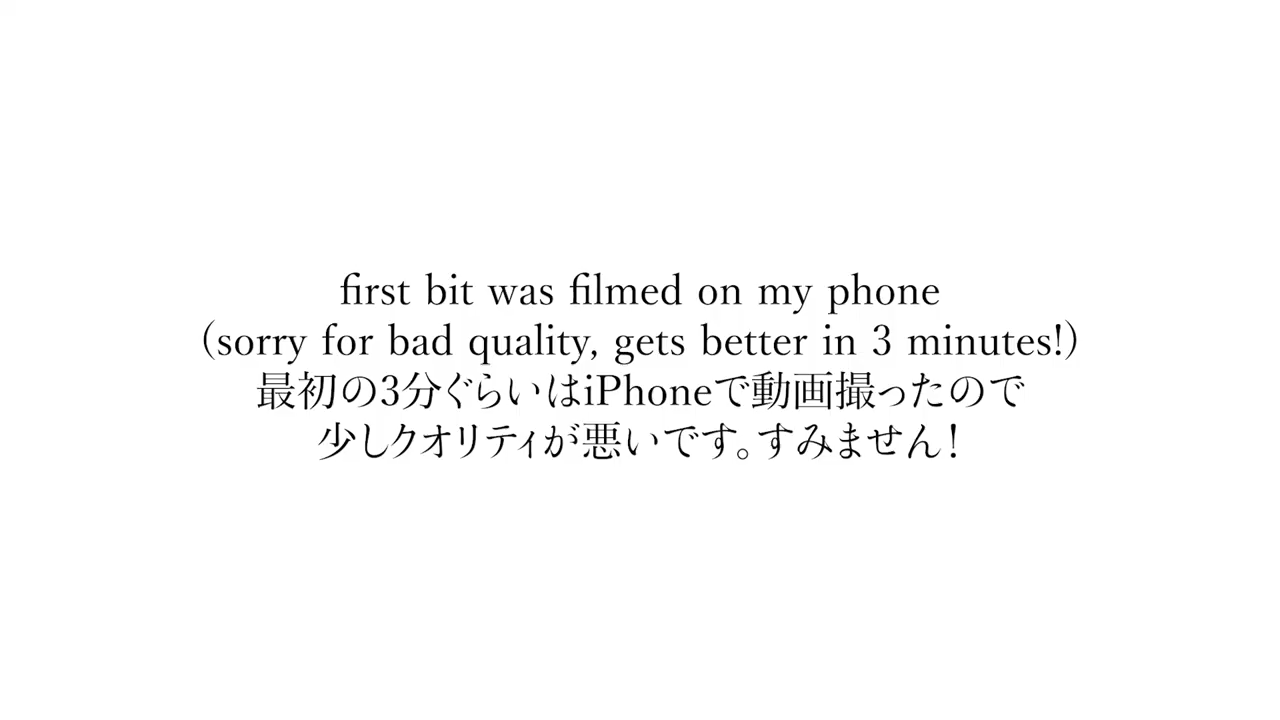 first bit was filmed on my phone
(sorry for bad quality, gets better in 3 minutes!)
最初の3分ぐらいはiPhoneで動画撮ったので
少しクオリティが悪いです。すみません！